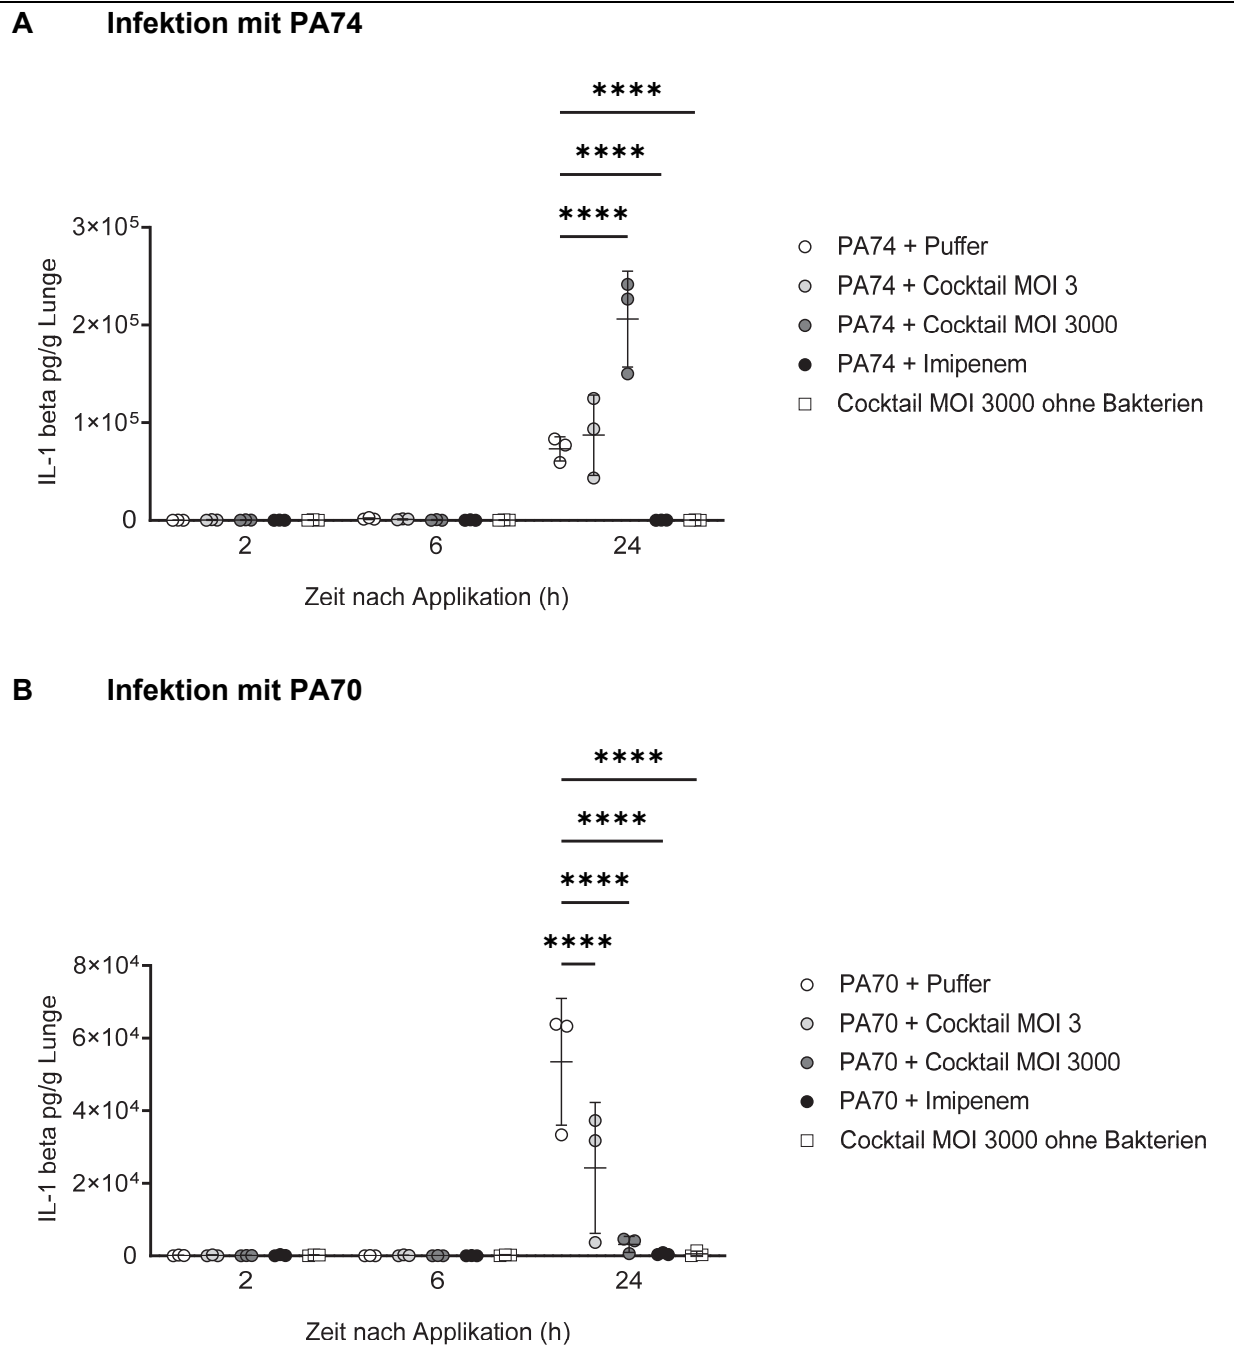 A Infektion mit PA74
****
****
****
3×10⁵
2×10⁵
1×10⁵
0
IL-1 beta pg/g Lunge
2 6 24
Zeit nach Applikation (h)
PA74 + Puffer
PA74 + Cocktail MOI 3
PA74 + Cocktail MOI 3000
PA74 + Imipenem
Cocktail MOI 3000 ohne Bakterien
B Infektion mit PA70
****
****
****
****
8×10⁴
6×10⁴
4×10⁴
2×10⁴
0
IL-1 beta pg/g Lunge
2 6 24
Zeit nach Applikation (h)
PA70 + Puffer
PA70 + Cocktail MOI 3
PA70 + Cocktail MOI 3000
PA70 + Imipenem
Cocktail MOI 3000 ohne Bakterien